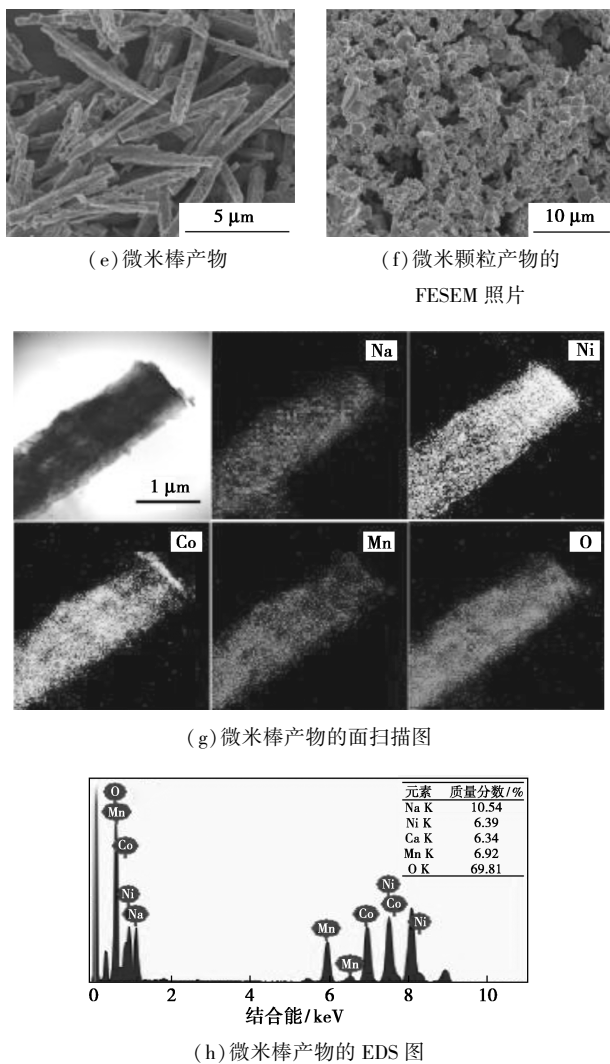 5 μm
10 μm
(e)微米棒产物
(f)微米颗粒产物的
FESEM 照片
Na
Ni
1 μm
Co
Mn
O
(g)微米棒产物的面扫描图
O
Mn
Co
Ni
Na
Mn
Mn
Co
Ni
Co
Ni
元素 质量分数/%
Na K 10.54
Ni K 6.39
Ca K 6.34
Mn K 6.92
O K 69.81
0 2 4 6 8 10
结合能/keV
(h)微米棒产物的 EDS 图